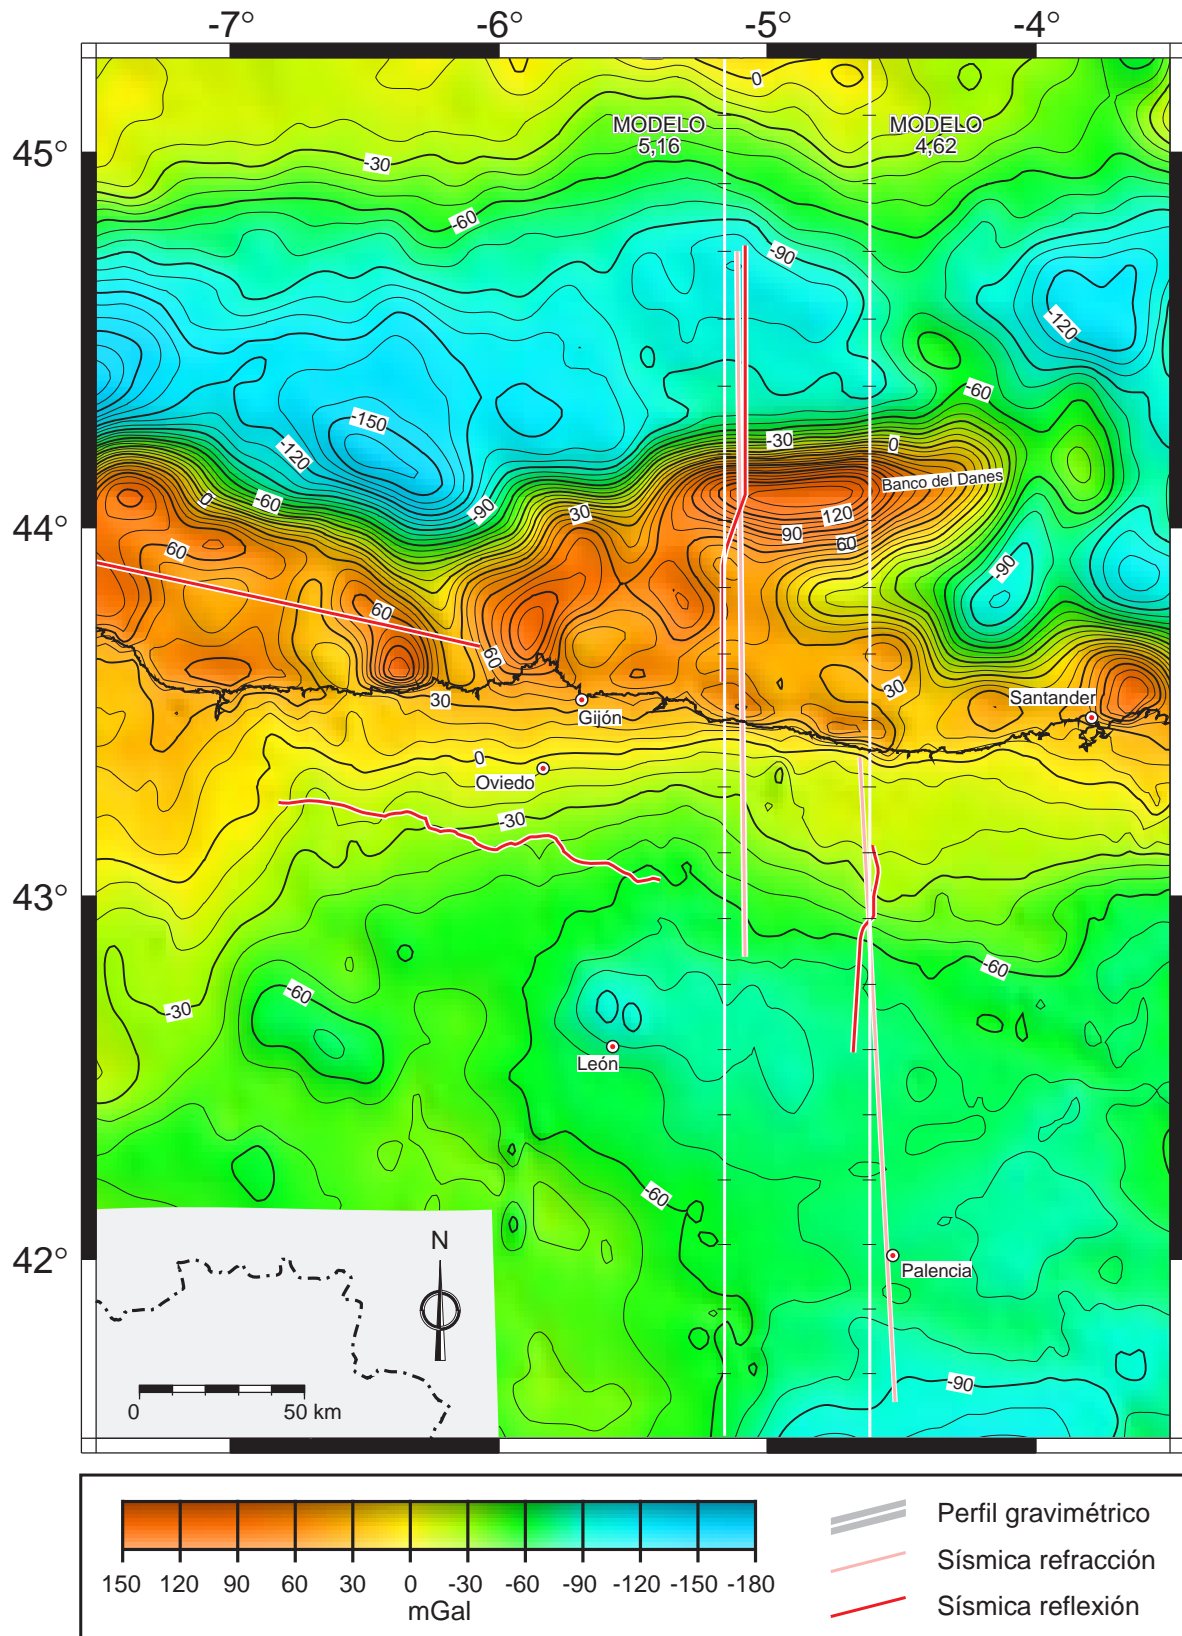 -7° -6° -5° -4°
0
45°
MODELO
5,16
MODELO
4,62
-30
-60
-90
-120
-150
-120
-60
-30
0
Banco del Danes
-60
0
-90
30
120
90
60
44°
60
-90
60
60
30
30
Santander
Gijón
0
Oviedo
-30
43°
-60
-60
-30
León
-60
42°
Palencia
N
-90
0 50 km
150 120 90 60 30 0 -30 -60 -90 -120 -150 -180
mGal
Perfil gravimétrico
Sísmica refracción
Sísmica reflexión